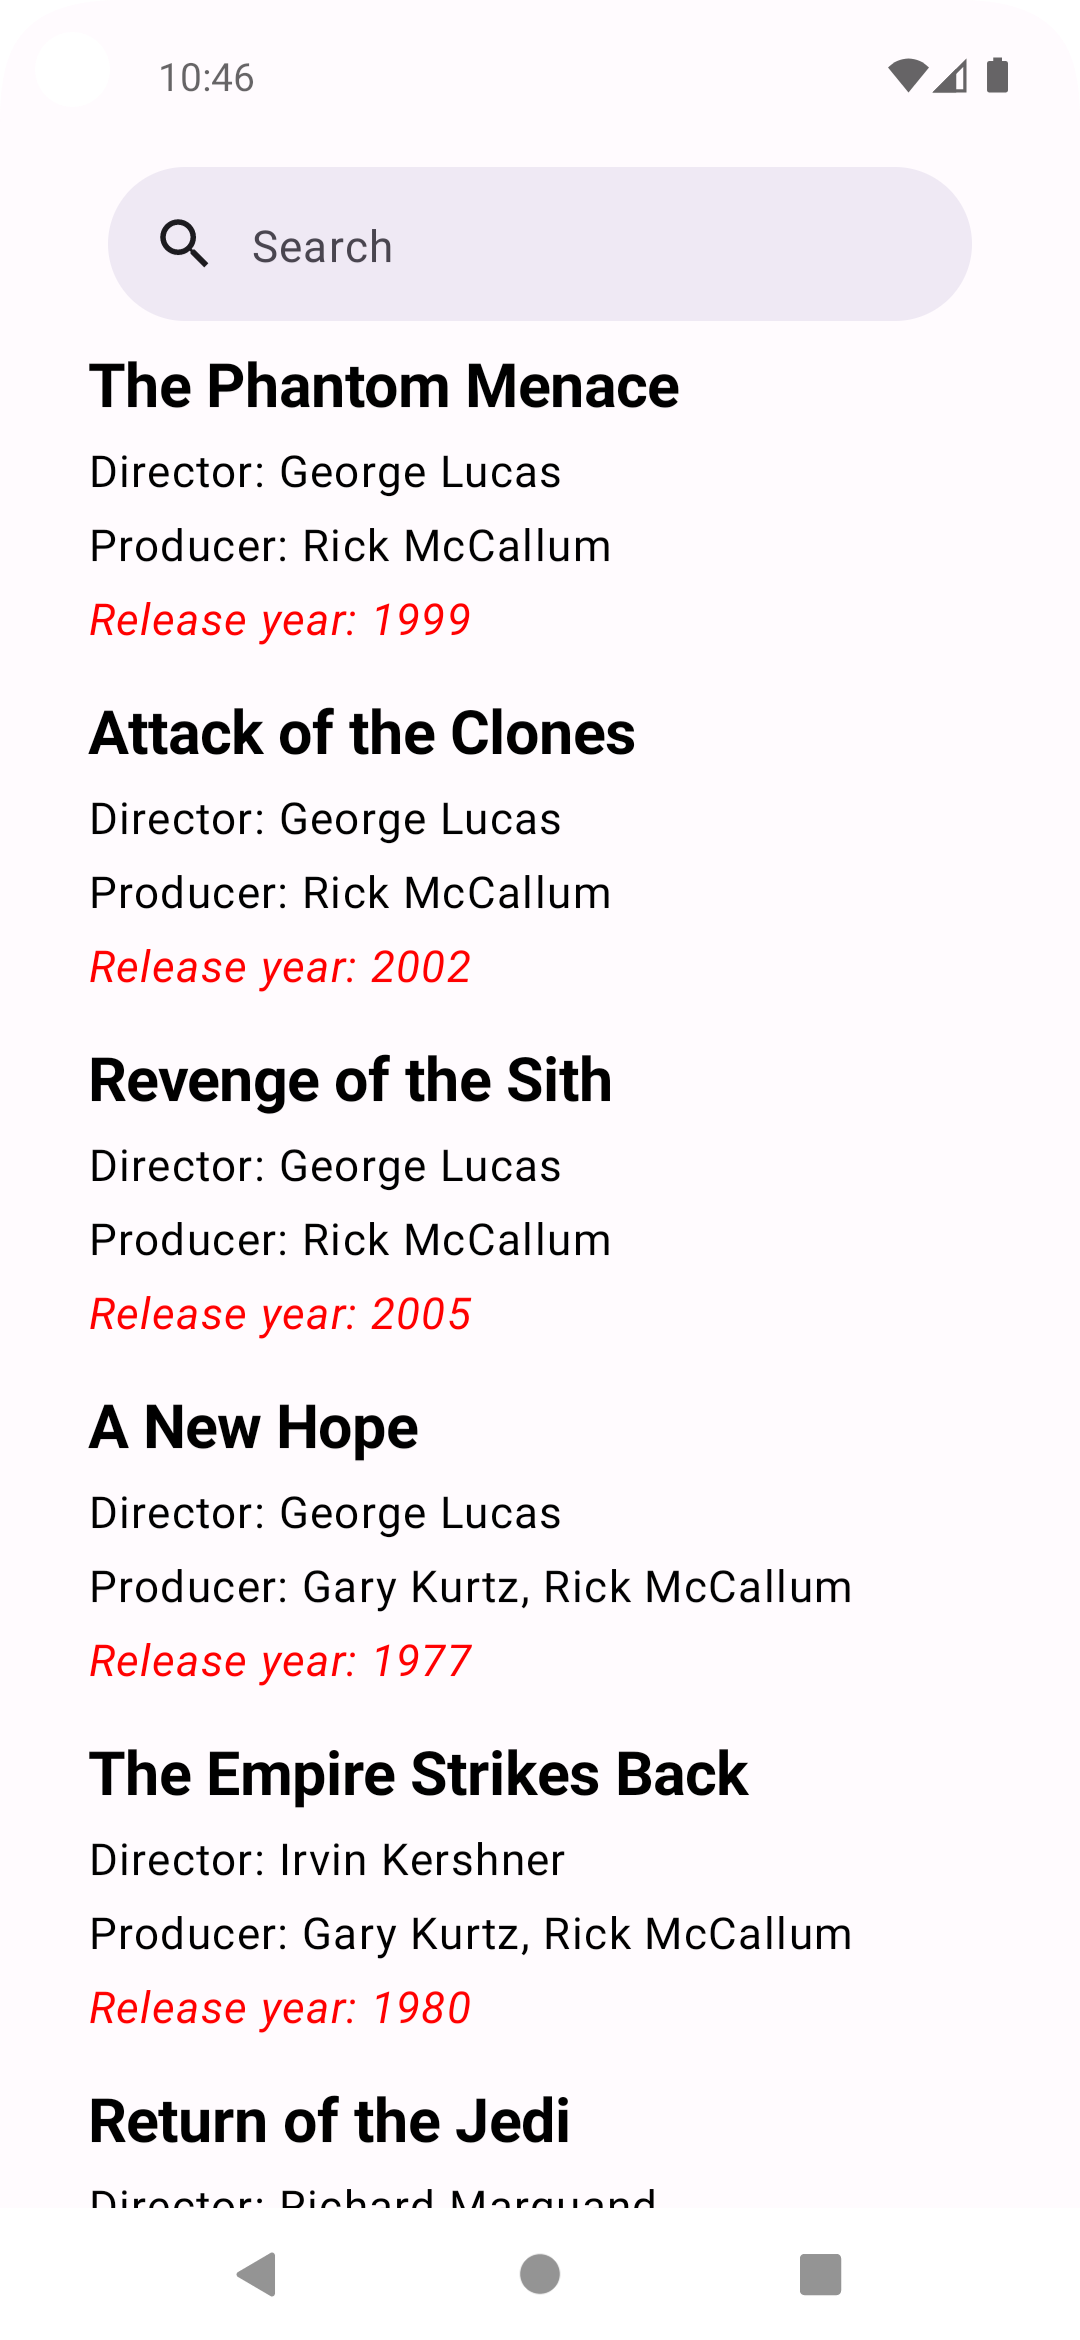 10:46
Search
The Phantom Menace
Director: George Lucas
Producer: Rick McCallum
Release year: 1999
Attack of the Clones
Director: George Lucas
Producer: Rick McCallum
Release year: 2002
Revenge of the Sith
Director: George Lucas
Producer: Rick McCallum
Release year: 2005
A New Hope
Director: George Lucas
Producer: Gary Kurtz, Rick McCallum
Release year: 1977
The Empire Strikes Back
Director: Irvin Kershner
Producer: Gary Kurtz, Rick McCallum
Release year: 1980
Return of the Jedi
Director: Richard Marquand